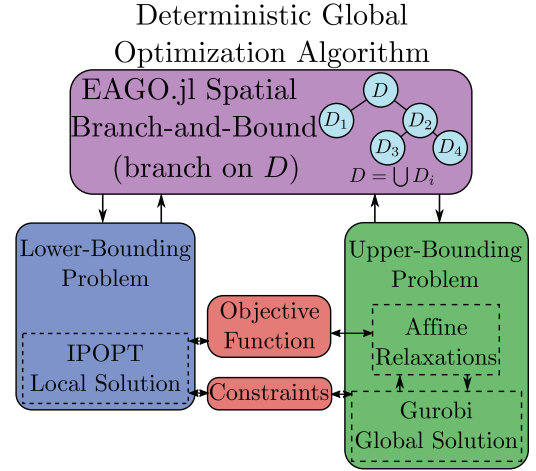 Deterministic Global
Optimization Algorithm
EAGO.jl Spatial
Branch-and-Bound
(branch on D)
D
D₁
D₂
D₃
D₄
D = ⋃ Dᵢ
Lower-Bounding
Problem
IPOPT
Local Solution
Objective
Function
Constraints
Upper-Bounding
Problem
Affine
Relaxations
Gurobi
Global Solution